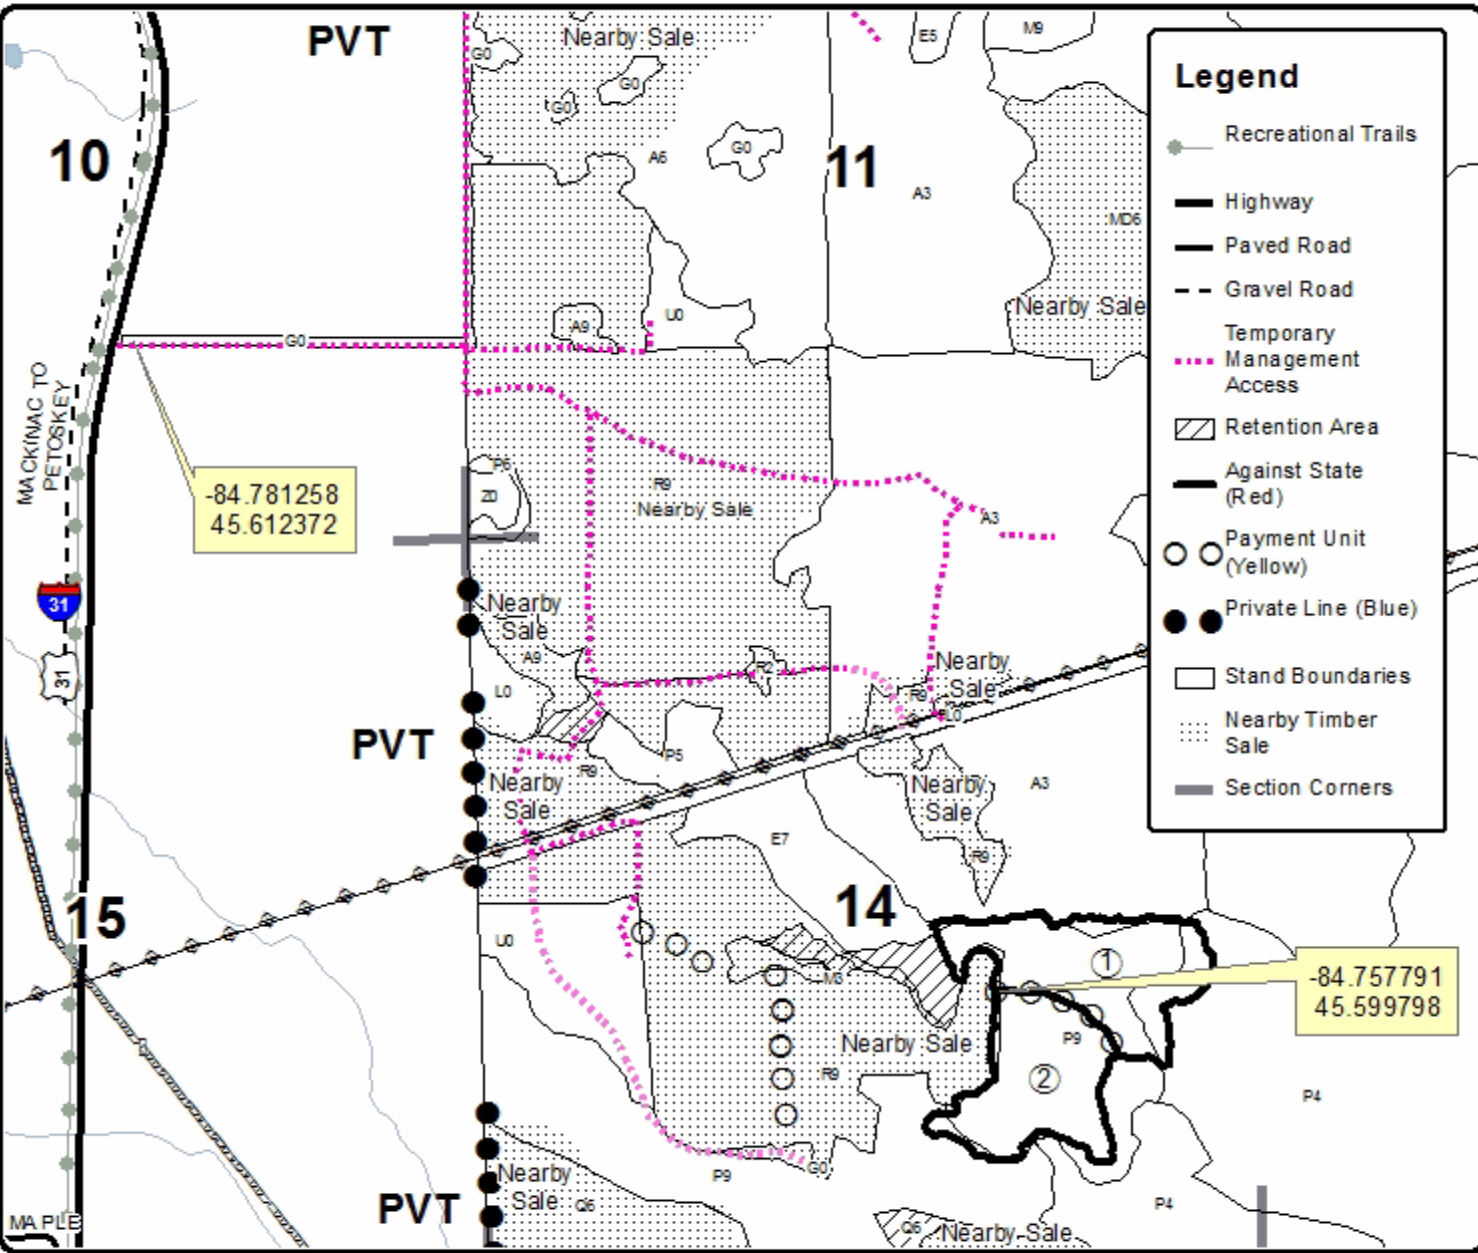 PVT
Nearby Sale
E5
M9
G0
G0
G0
10
11
A6
G0
A3
MD6
Nearby Sale
U0
A9
G0
MACKINAC TO
PETOSKEY
-84.781258
45.612372
P6
Z0
R9
Nearby Sale
A3
31
31
Nearby
Sale
A9
L0
R2
Nearby
Sale
R9
L0
PVT
P5
R9
Nearby
Sale
Nearby
Sale
A3
E7
R9
15
14
U0
M3
1
-84.757791
45.599798
Nearby Sale
P9
R9
2
P4
G0
P9
Nearby
Sale
Q6
PVT
P4
Q6
Nearby-Sale
MAPLE
Legend
Recreational Trails
Highway
Paved Road
Gravel Road
Temporary
Management
Access
Retention Area
Against State
(Red)
Payment Unit
(Yellow)
Private Line (Blue)
Stand Boundaries
Nearby Timber
Sale
Section Corners